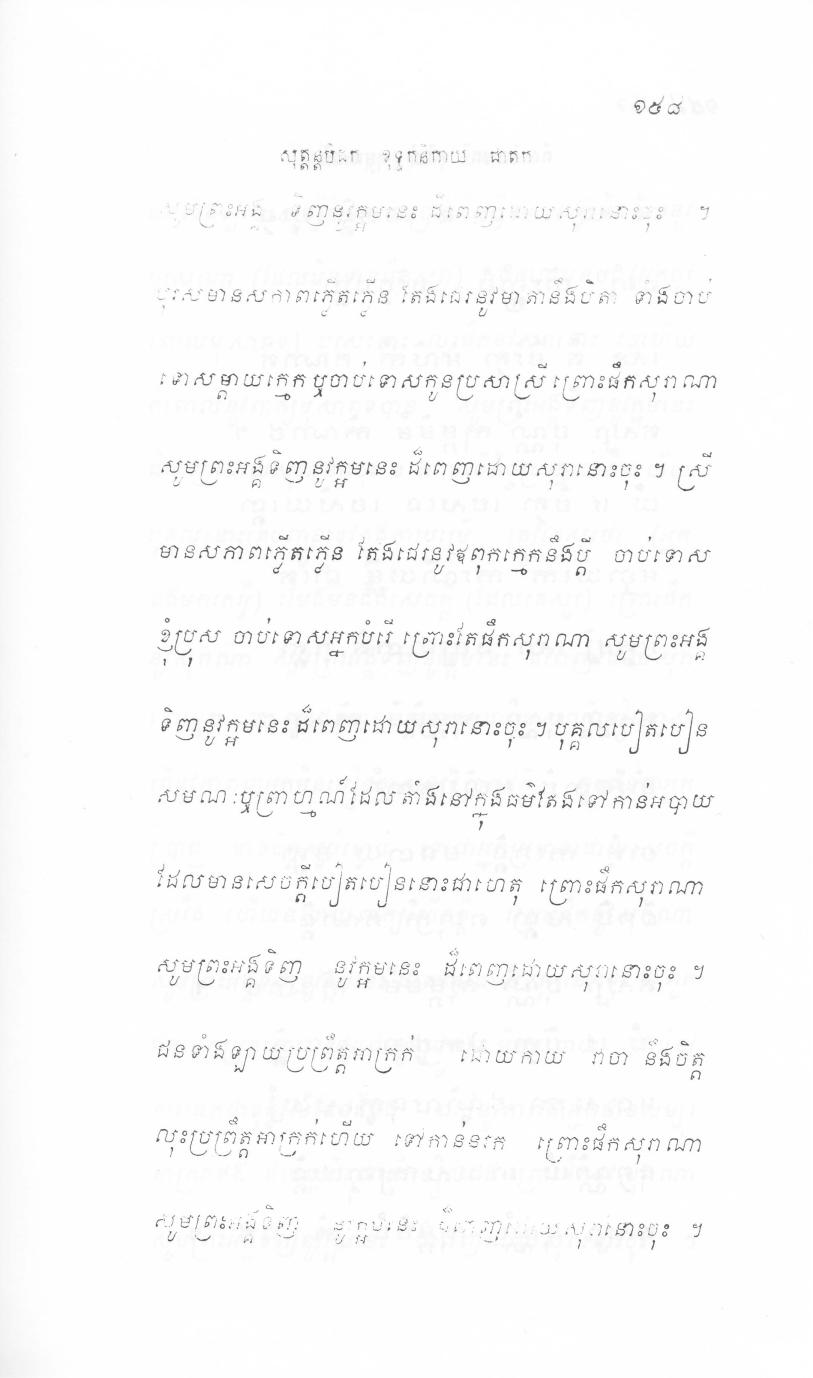 ១៥៨
សុត្តន្តបិដក ខុទ្ទកនិកាយ ជាតក
សូមព្រះអង្គ ទិញនូវក្អមនេះ ដ៏ពេញដោយសុរានោះចុះ ។
បុរសមានសភាពភ្ងើតភ្ងើន តែងជេរនូវមាតានឹងបិតា ទាំងចាប់
ទោសម្តាយក្មេក ឬចាប់ទោសកូនប្រសាស្រី ព្រោះផឹកសុរាណា
សូមព្រះអង្គទិញនូវក្អមនេះ ដ៏ពេញដោយសុរានោះចុះ ។ ស្រី
មានសភាពភ្ងើតភ្ងើន តែងជេរនូវឪពុកក្មេកនឹងប្តី ចាប់ទោស
ខ្ញុំប្រុស ចាប់ទោសអ្នកបំរើ ព្រោះតែផឹកសុរាណា សូមព្រះអង្គ
ទិញនូវក្អមនេះ ដ៏ពេញដោយសុរានោះចុះ ។ បុគ្គលបៀតបៀន
សមណៈឬព្រាហ្មណ៍ដែលតាំងនៅក្នុងធម៌តែងទៅកាន់អបាយ
ដែលមានសេចក្តីបៀតបៀននោះជាហេតុ ព្រោះផឹកសុរាណា
សូមព្រះអង្គទិញ នូវក្អមនេះ ដ៏ពេញដោយសុរានោះចុះ ។
ជនទាំងឡាយប្រព្រឹត្តអាក្រក់ ដោយកាយ វាចា នឹងចិត្ត
លុះប្រព្រឹត្តអាក្រក់ហើយ ទៅកាន់នរក ព្រោះផឹកសុរាណា
សូមព្រះអង្គទិញ នូវក្អមនេះ ដ៏ពេញដោយសុរានោះចុះ ។